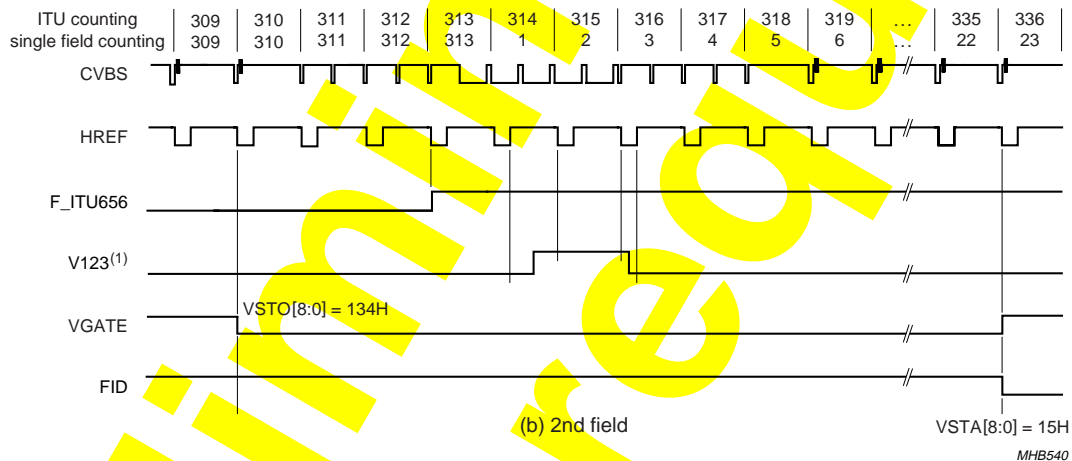 ITU counting 309 310 311 312 313 314 315 316 317 318 319 ... 335 336
single field counting 309 310 311 312 313 1 2 3 4 5 6 ... 22 23
CVBS
HREF
F_ITU656
V123(1)
VSTO[8:0] = 134H
VGATE
FID
(b) 2nd field
VSTA[8:0] = 15H
MHB540